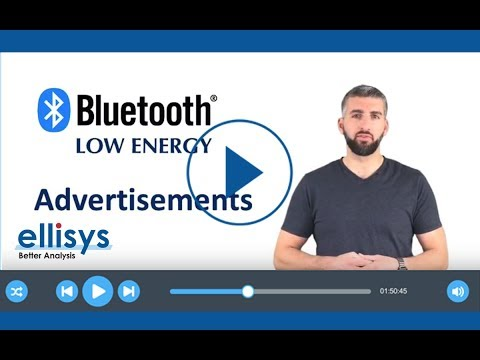 Bluetooth®
LOW ENERGY
Advertisements
ellisys
Better Analysis
01:50:45